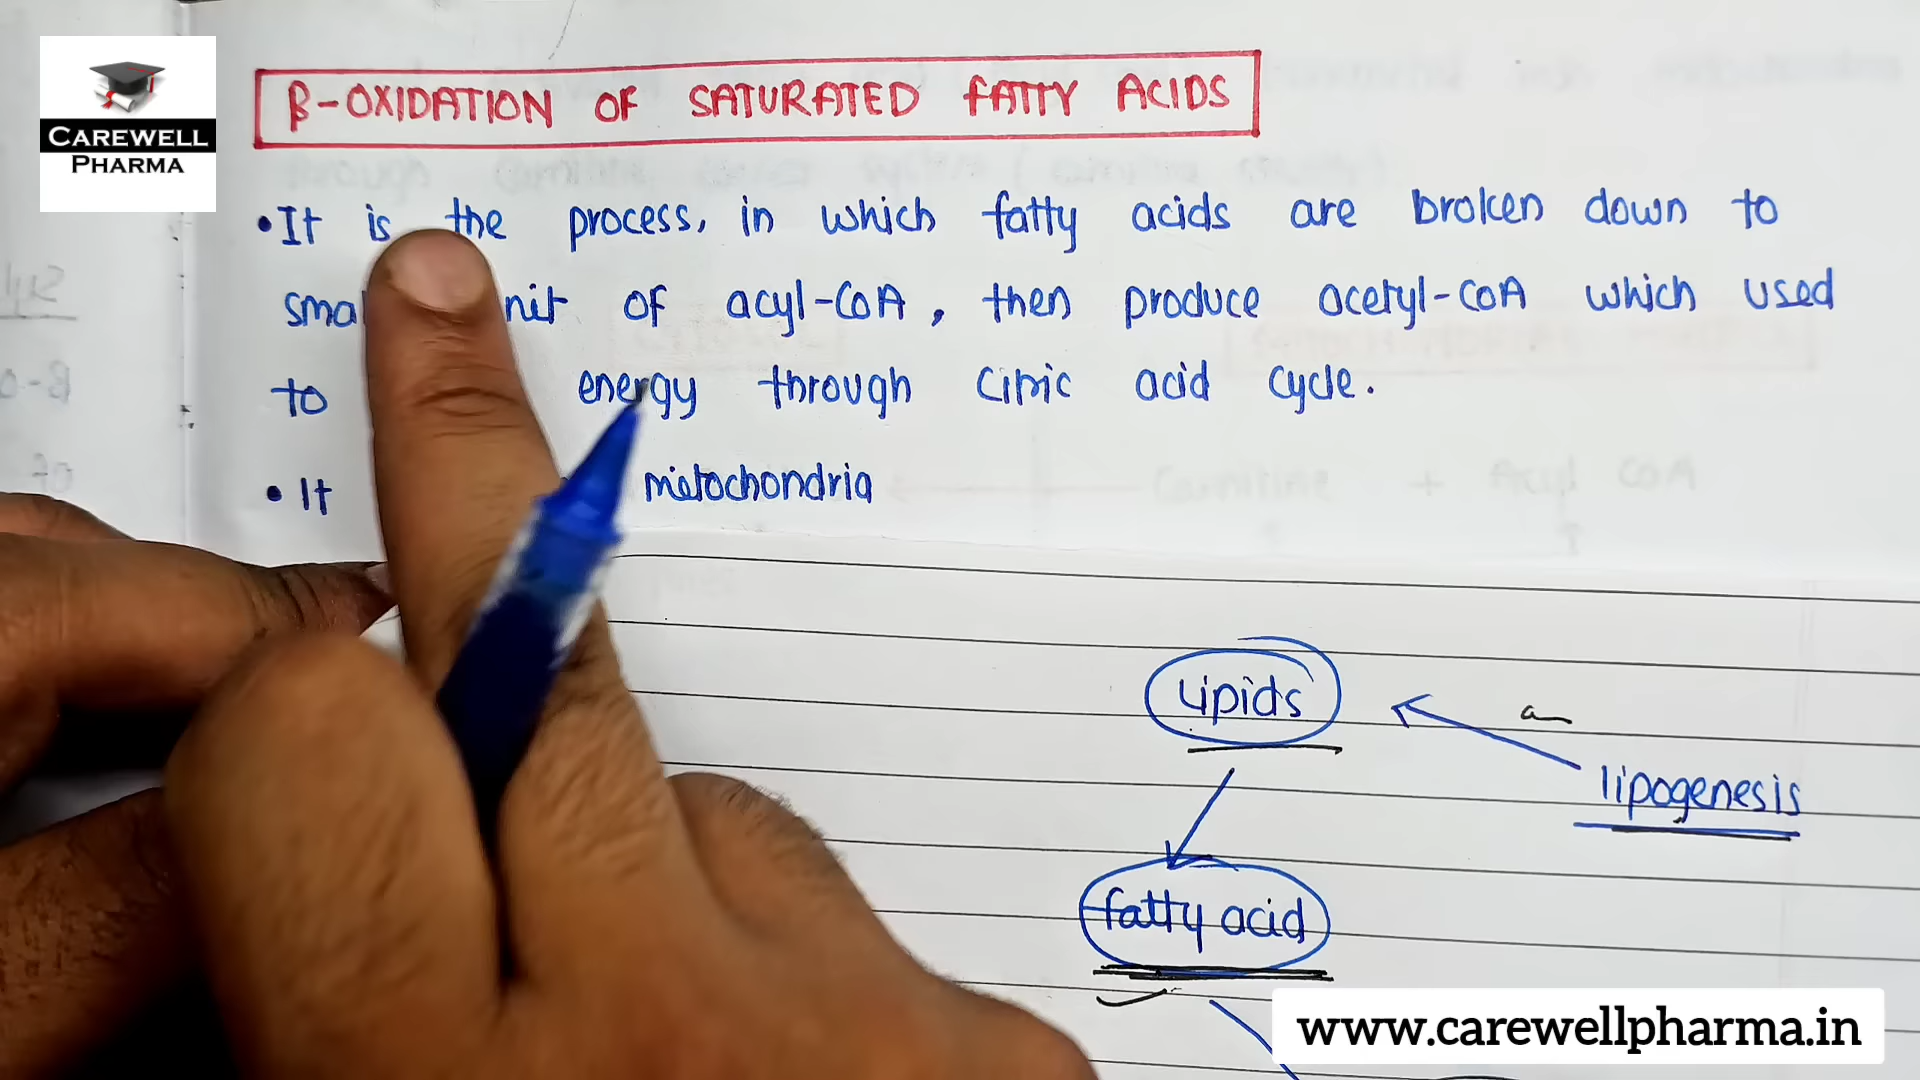 CAREWELL
PHARMA
β-OXIDATION OF SATURATED FATTY ACIDS
• It is the process, in which fatty acids are broken down to
of acyl-CoA, then produce acetyl-CoA which used
to energy through Citric acid cycle.
• It mitochondria
Lipids
lipogenesis
fatty acid
www.carewellpharma.in